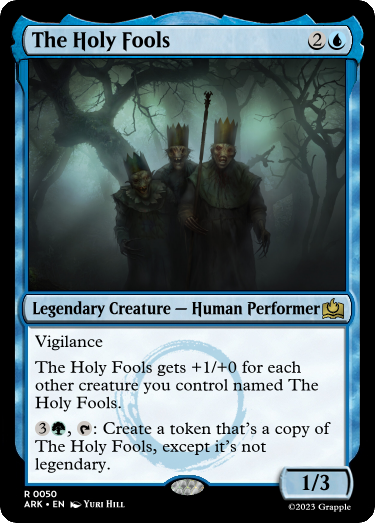 The Holy Fools 2
Legendary Creature — Human Performer
Vigilance
The Holy Fools gets +1/+0 for each
other creature you control named The
Holy Fools.
3, : Create a token that's a copy of
The Holy Fools, except it's not
legendary.
1/3
R 0050
ARK • EN Yuri Hill
©2023 Grapple